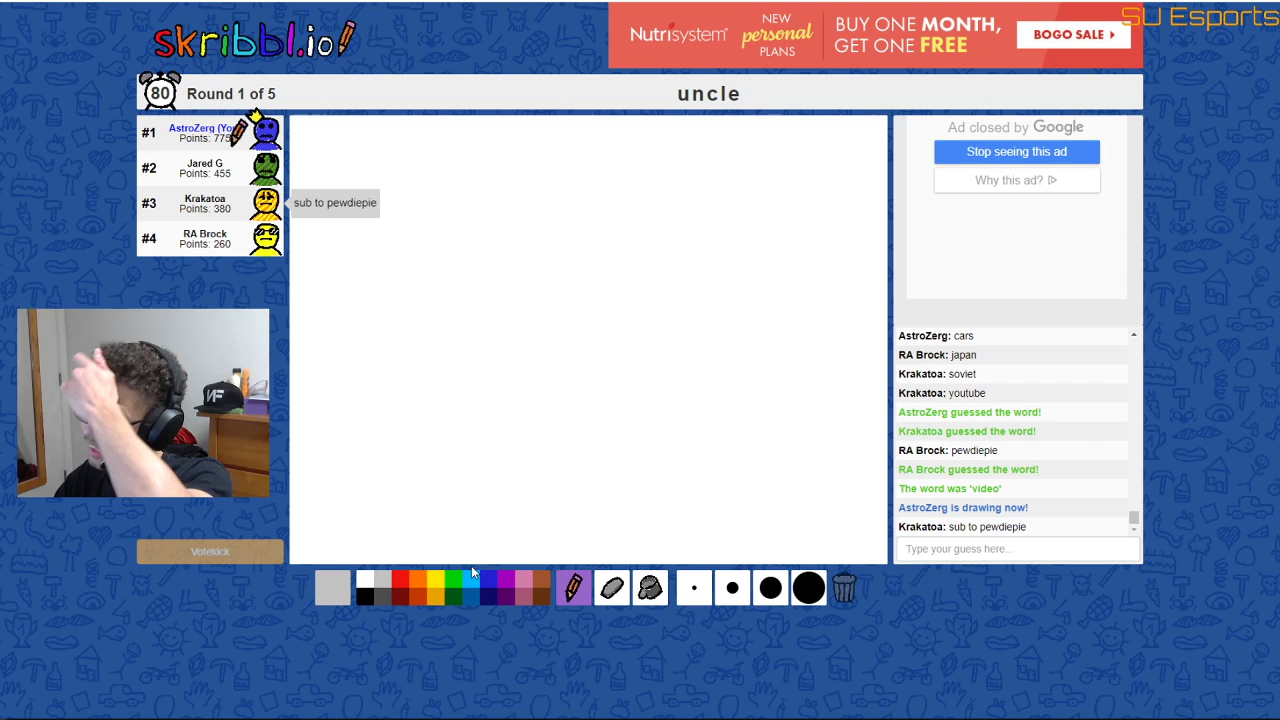 skribbl.io
Nutrisystem®
NEW
personal
PLANS
BUY ONE MONTH,
GET ONE FREE
BOGO SALE
SU Esports
80
Round 1 of 5
uncle
#1
AstroZerg (Yo
Points: 775
#2
Jared G
Points: 455
#3
Krakatoa
Points: 380
sub to pewdiepie
#4
RA Brock
Points: 260
NF
Votekick
Ad closed by Google
Stop seeing this ad
Why this ad?
AstroZerg: cars
RA Brock: japan
Krakatoa: soviet
Krakatoa: youtube
AstroZerg guessed the word!
Krakatoa guessed the word!
RA Brock: pewdiepie
RA Brock guessed the word!
The word was 'video'
AstroZerg is drawing now!
Krakatoa: sub to pewdiepie
Type your guess here...